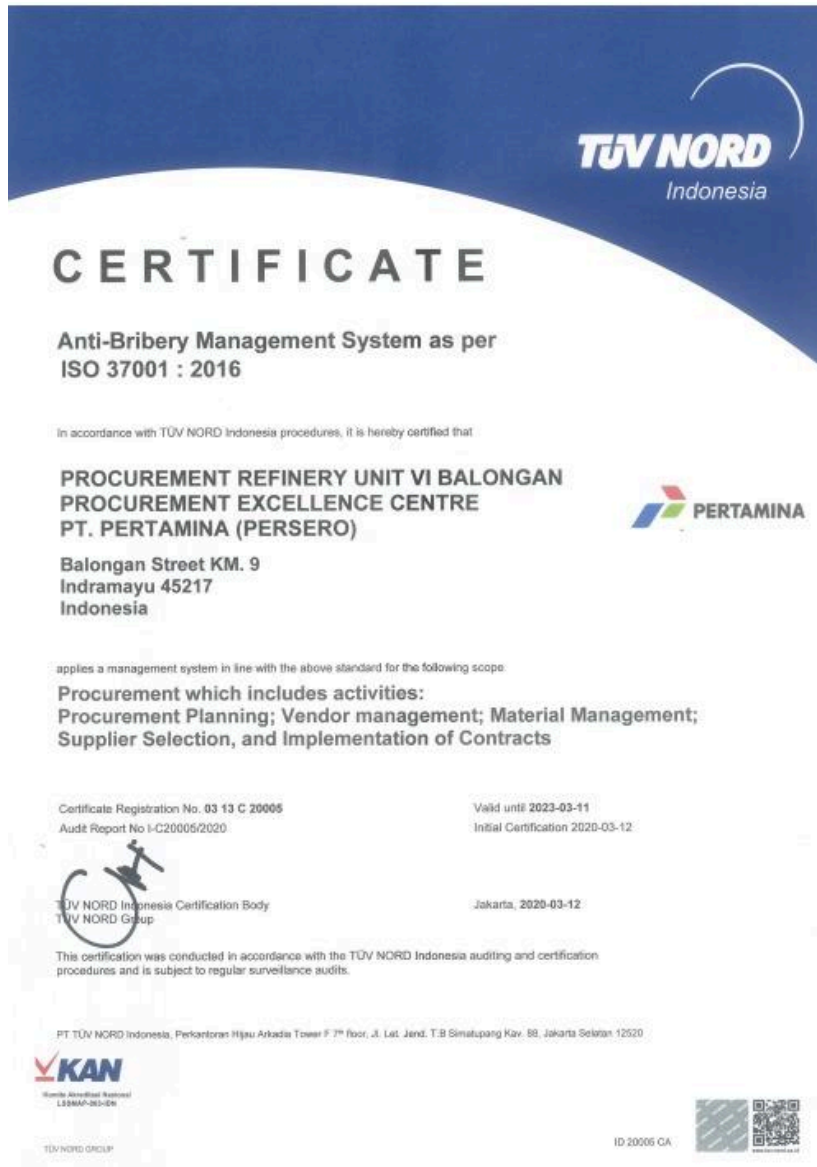 TÜV NORD
Indonesia
CERTIFICATE
Anti-Bribery Management System as per
ISO 37001 : 2016
In accordance with TÜV NORD Indonesia procedures, it is hereby certified that
PROCUREMENT REFINERY UNIT VI BALONGAN
PROCUREMENT EXCELLENCE CENTRE
PT. PERTAMINA (PERSERO)
PERTAMINA
Balongan Street KM. 9
Indramayu 45217
Indonesia
applies a management system in line with the above standard for the following scope
Procurement which includes activities:
Procurement Planning; Vendor management; Material Management;
Supplier Selection, and Implementation of Contracts
Certificate Registration No. 03 13 C 20005
Audit Report No I-C20005/2020
Valid until 2023-03-11
Initial Certification 2020-03-12
TÜV NORD Indonesia Certification Body
TÜV NORD Group
Jakarta, 2020-03-12
This certification was conducted in accordance with the TÜV NORD Indonesia auditing and certification
procedures and is subject to regular surveillance audits.
PT TÜV NORD Indonesia, Perkantoran Hijau Arkadia Tower F 7th floor, Jl. Let. Jend. T.B Simatupang Kav. 88, Jakarta Selatan 12520
KAN
Komite Akreditasi Nasional
TÜV NORD GROUP
ID 20005 CA